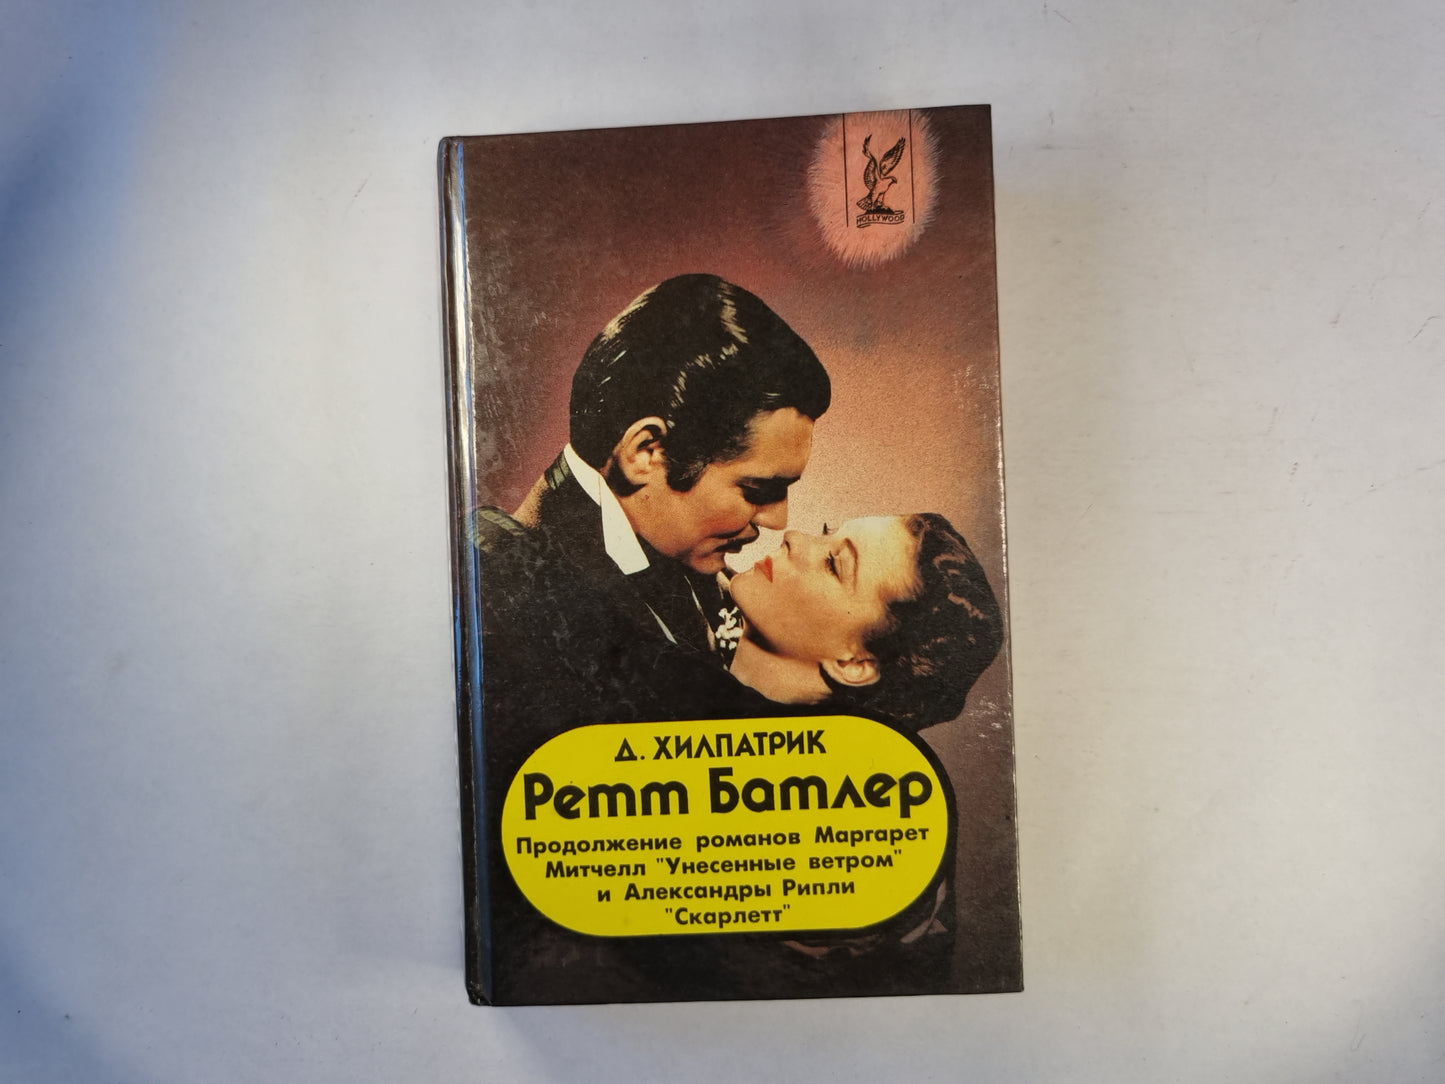 HOLLYWOOD
Д. ХИЛПАТРИК
Ретт Батлер
Продолжение романов Маргарет
Митчелл "Унесенные ветром"
и Александры Рипли
"Скарлетт"